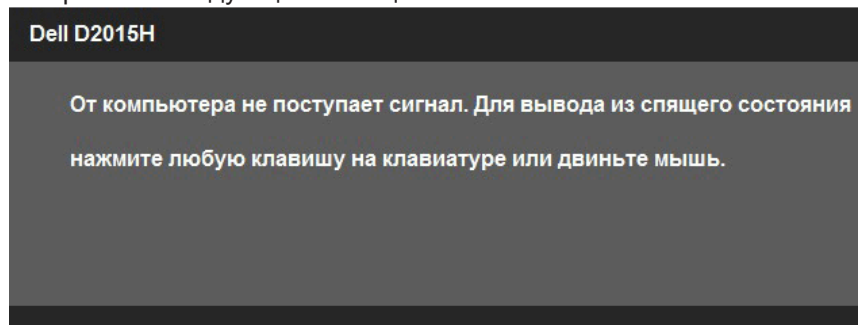 Dell D2015H
От компьютера не поступает сигнал. Для вывода из спящего состояния
нажмите любую клавишу на клавиатуре или двиньте мышь.